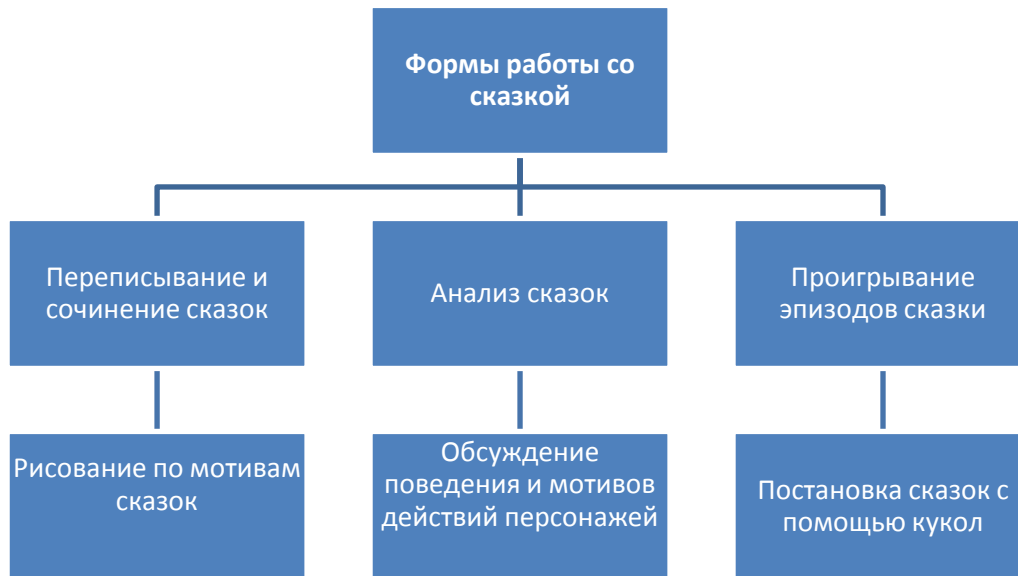 Формы работы со
сказкой
Переписывание и
сочинение сказок
Анализ сказок
Проигрывание
эпизодов сказки
Рисование по мотивам
сказок
Обсуждение
поведения и мотивов
действий персонажей
Постановка сказок с
помощью кукол